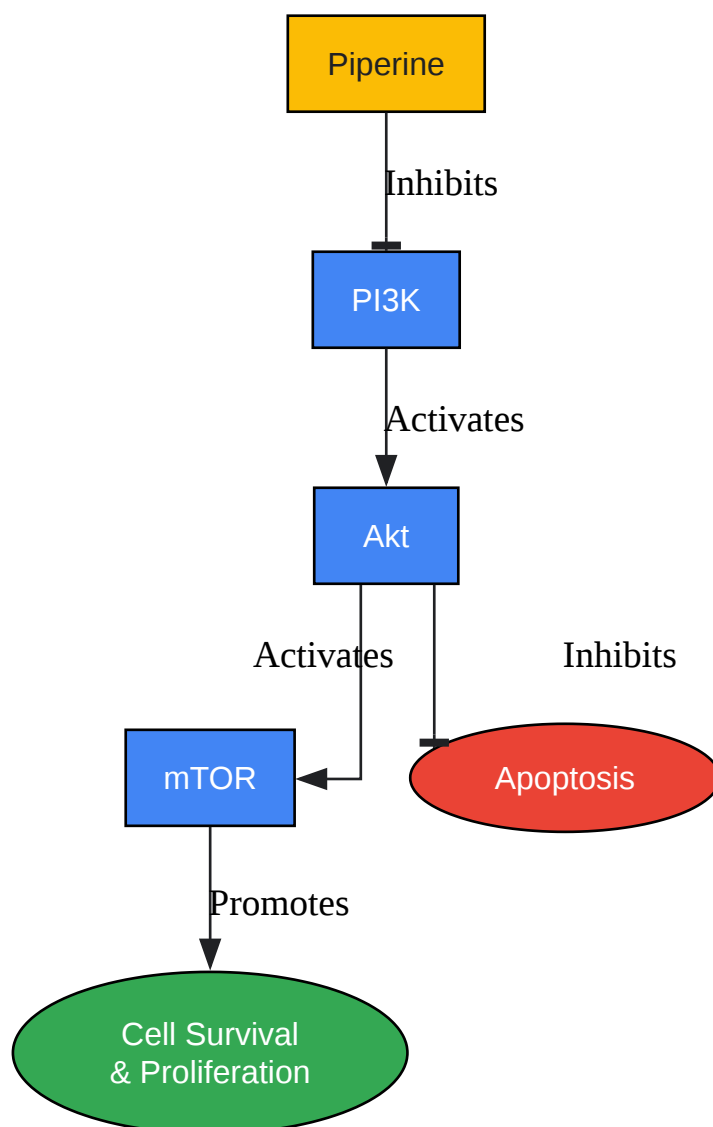 Piperine
Inhibits
PI3K
Activates
Akt
Activates
Inhibits
mTOR
Apoptosis
Promotes
Cell Survival
& Proliferation